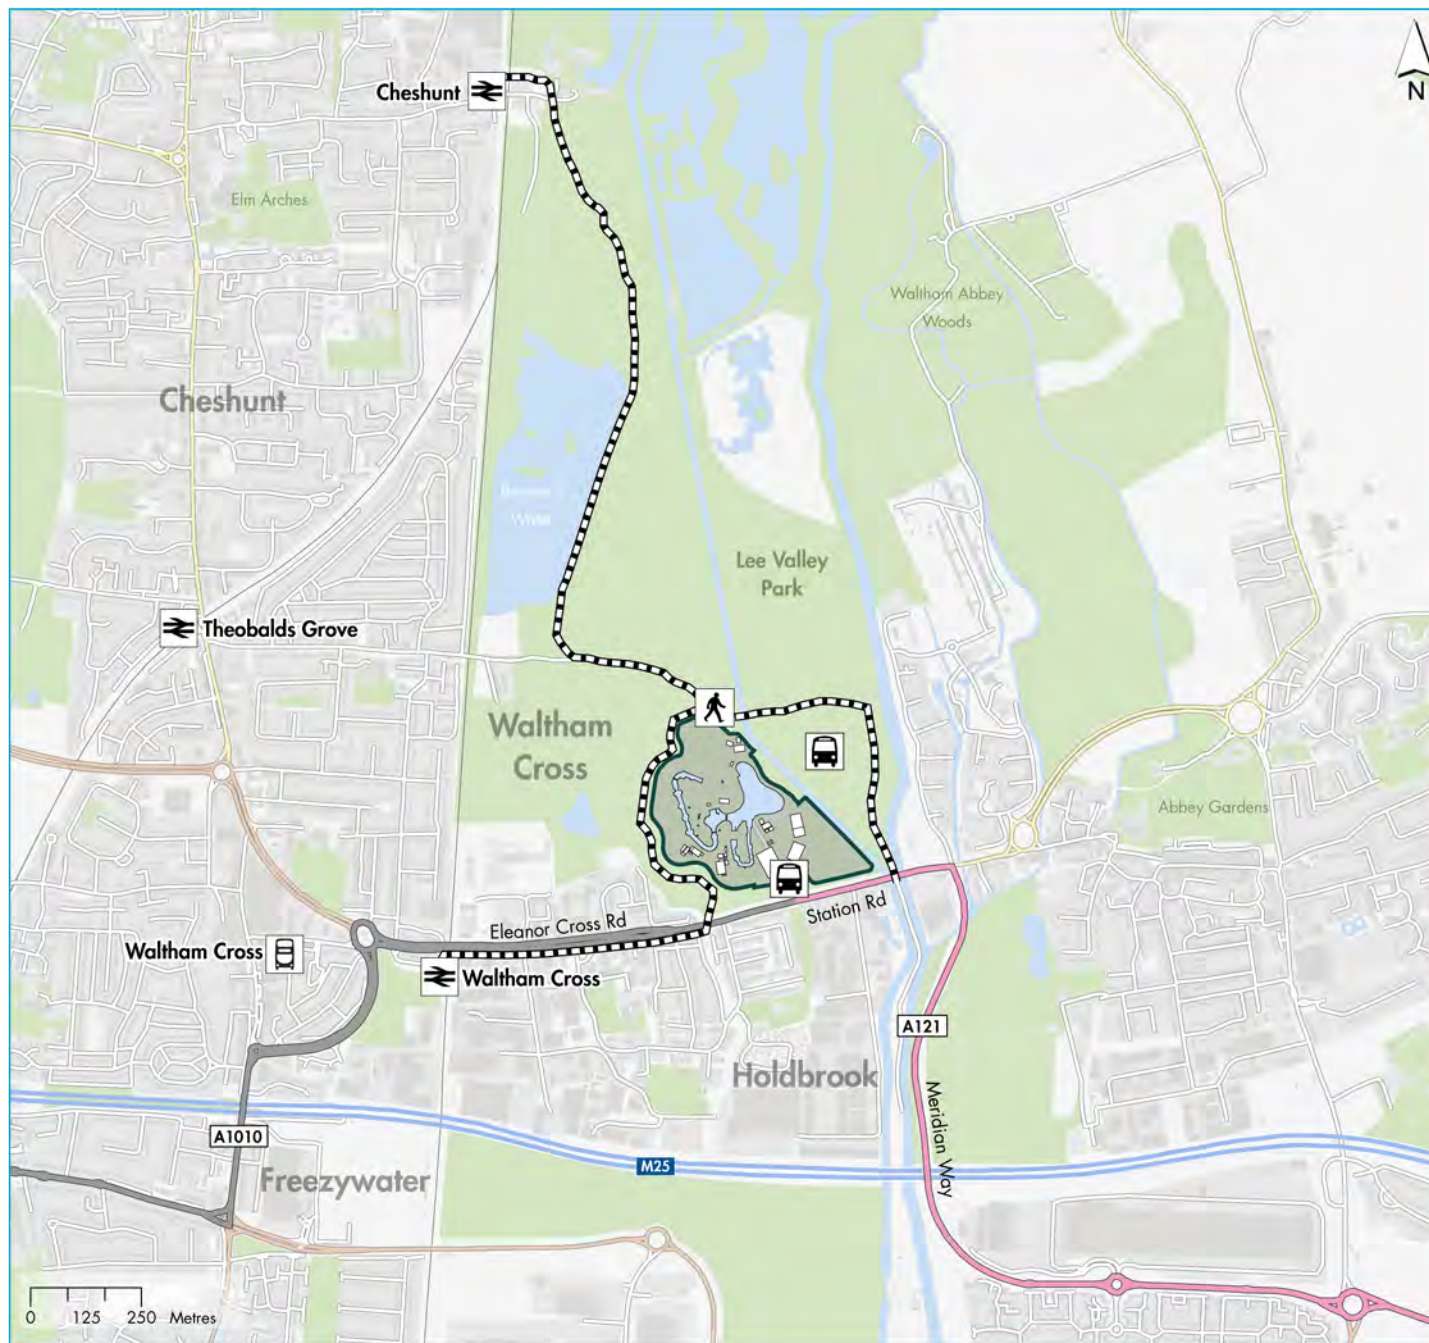 N
Cheshunt
Elm Arches
Waltham Abbey
Woods
Cheshunt
Lee Valley
Park
Theobalds Grove
Waltham
Cross
Abbey Gardens
Station Rd
Eleanor Cross Rd
Waltham Cross
Waltham Cross
A121
Holdbrook
Meridian Way
A1010
M25
Freezywater
0 125 250 Metres